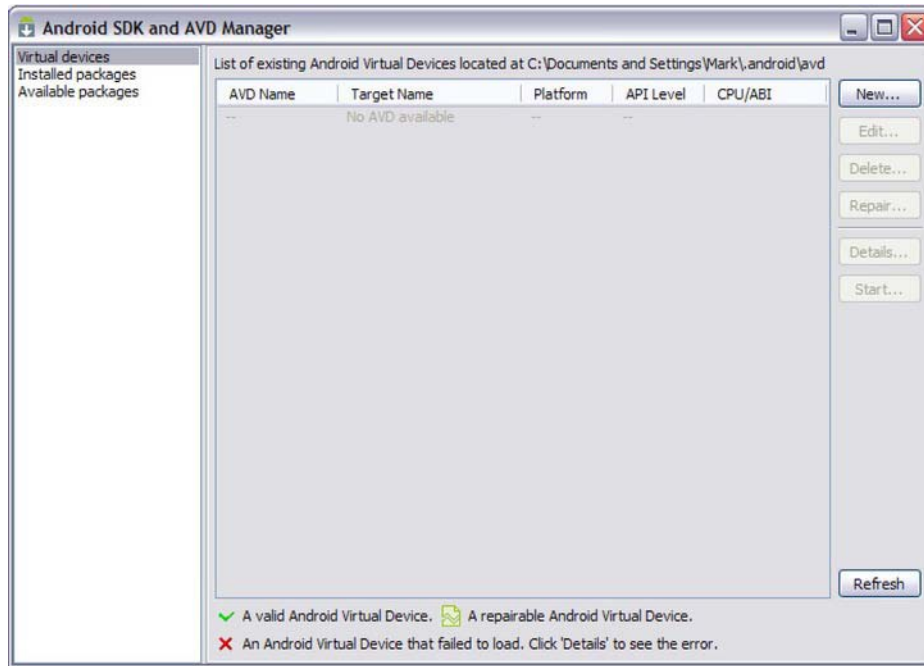 Android SDK and AVD Manager
Virtual devices
Installed packages
Available packages
List of existing Android Virtual Devices located at C:\Documents and Settings\Mark\.android\avd
AVD Name Target Name Platform API Level CPU/ABI
-- No AVD available -- --
New...
Edit...
Delete...
Repair...
Details...
Start...
Refresh
A valid Android Virtual Device. A repairable Android Virtual Device.
An Android Virtual Device that failed to load. Click 'Details' to see the error.